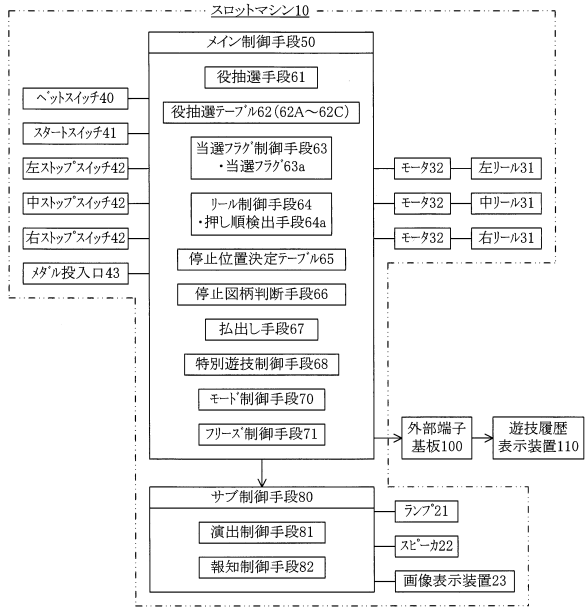 スロットマシン10
メイン制御手段50
役抽選手段61
役抽選テーブル62(62A～62C)
当選フラグ制御手段63
・当選フラグ63a
リール制御手段64
・押し順検出手段64a
停止位置決定テーブル65
停止図柄判断手段66
払出し手段67
特別遊技制御手段68
モード制御手段70
フリーズ制御手段71
ベットスイッチ40
スタートスイッチ41
左ストップスイッチ42
中ストップスイッチ42
右ストップスイッチ42
メダル投入口43
モータ32
左リール31
モータ32
中リール31
モータ32
右リール31
外部端子
基板100
遊技履歴
表示装置110
サブ制御手段80
演出制御手段81
報知制御手段82
ランプ21
スピーカ22
画像表示装置23